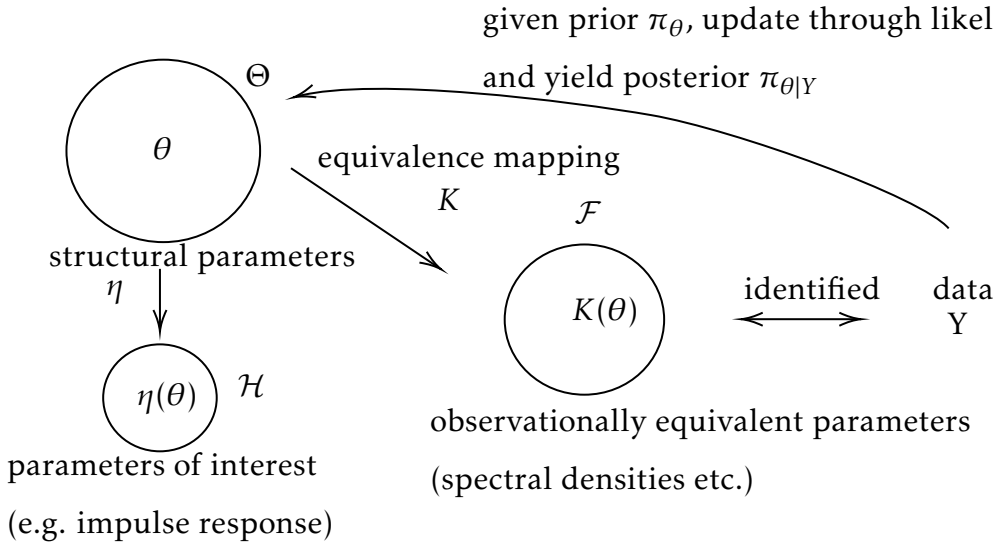 given prior π_θ, update through likel
and yield posterior π_θ|Y
Θ
θ
equivalence mapping
K
ℱ
structural parameters
η
K(θ)
identified
data
Y
η(θ)
ℋ
observationally equivalent parameters
parameters of interest
(spectral densities etc.)
(e.g. impulse response)